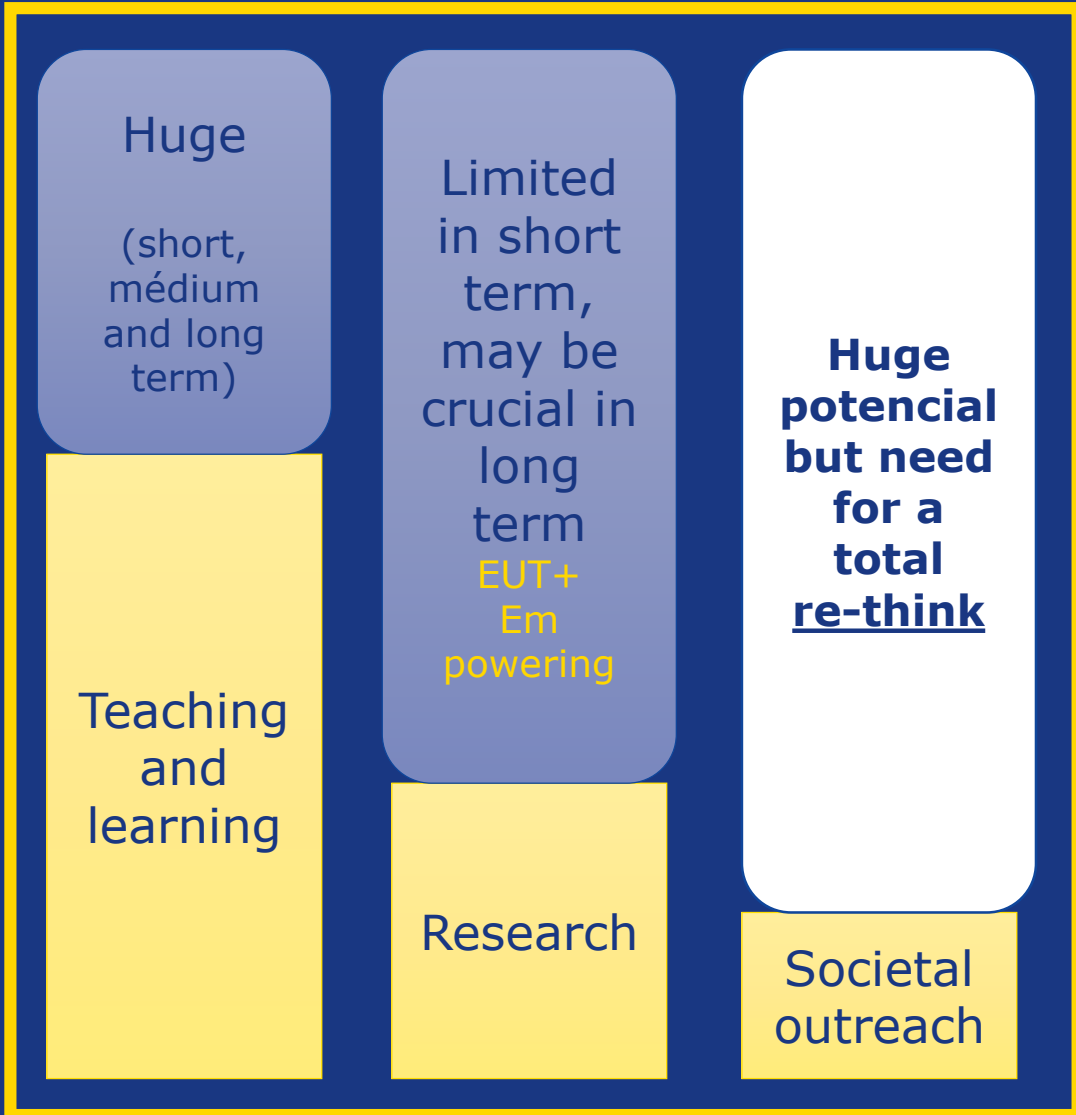 Huge
(short,
médium
and long
term)
Teaching
and
learning
Limited
in short
term,
may be
crucial in
long
term
EUT+
Em
powering
Research
Huge
potencial
but need
for a
total
re-think
Societal
outreach